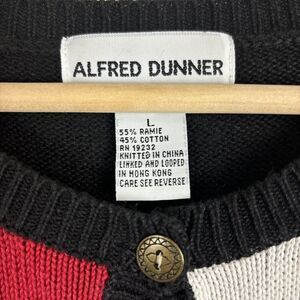 ALFRED DUNNER
L
55% RAMIE
45% COTTON
RN 19232
KNITTED IN CHINA
LINKED AND LOOPED
IN HONG KONG
CARE SEE REVERSE